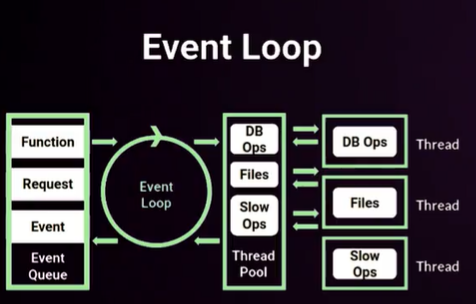 Event Loop
Function
Request
Event
Event
Queue
Event
Loop
DB
Ops
Files
Slow
Ops
Thread
Pool
DB Ops
Thread
Files
Thread
Slow
Ops
Thread